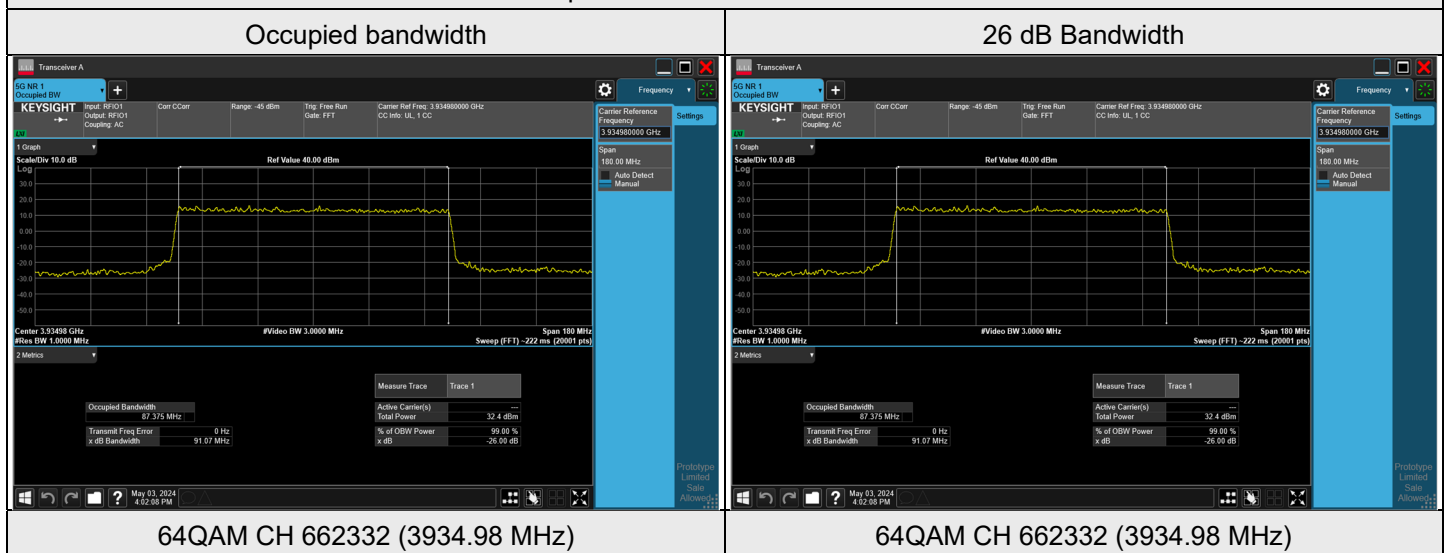 Occupied bandwidth
26 dB Bandwidth
Transceiver A
5G NR 1
Occupied BW
+
Frequency
KEYSIGHT
Input: RFIO1
Output: RFIO1
Coupling: AC
Corr CCorr
Range: -45 dBm
Trig: Free Run
Gate: FFT
Carrier Ref Freq: 3.934980000 GHz
CC Info: UL, 1 CC
LXI
Carrier Reference
Frequency
3.934980000 GHz
Settings
Span
180.00 MHz
Auto Detect
Manual
1 Graph
Scale/Div 10.0 dB
Ref Value 40.00 dBm
Log
30.0
20.0
10.0
0.00
-10.0
-20.0
-30.0
-40.0
-50.0
Center 3.93498 GHz
#Video BW 3.0000 MHz
Span 180 MHz
#Res BW 1.0000 MHz
Sweep (FFT) ~222 ms (20001 pts)
2 Metrics
Measure Trace Trace 1
Occupied Bandwidth
87.375 MHz
Active Carrier(s) ---
Total Power 32.4 dBm
Transmit Freq Error 0 Hz
x dB Bandwidth 91.07 MHz
% of OBW Power 99.00 %
x dB -26.00 dB
Prototype
Limited
Sale
Allowed
?
May 03, 2024
4:02:08 PM
Transceiver A
5G NR 1
Occupied BW
+
Frequency
KEYSIGHT
Input: RFIO1
Output: RFIO1
Coupling: AC
Corr CCorr
Range: -45 dBm
Trig: Free Run
Gate: FFT
Carrier Ref Freq: 3.934980000 GHz
CC Info: UL, 1 CC
LXI
Carrier Reference
Frequency
3.934980000 GHz
Settings
Span
180.00 MHz
Auto Detect
Manual
1 Graph
Scale/Div 10.0 dB
Ref Value 40.00 dBm
Log
30.0
20.0
10.0
0.00
-10.0
-20.0
-30.0
-40.0
-50.0
Center 3.93498 GHz
#Video BW 3.0000 MHz
Span 180 MHz
#Res BW 1.0000 MHz
Sweep (FFT) ~222 ms (20001 pts)
2 Metrics
Measure Trace Trace 1
Occupied Bandwidth
87.375 MHz
Active Carrier(s) ---
Total Power 32.4 dBm
Transmit Freq Error 0 Hz
x dB Bandwidth 91.07 MHz
% of OBW Power 99.00 %
x dB -26.00 dB
Prototype
Limited
Sale
Allowed
?
May 03, 2024
4:02:08 PM
64QAM CH 662332 (3934.98 MHz)
64QAM CH 662332 (3934.98 MHz)